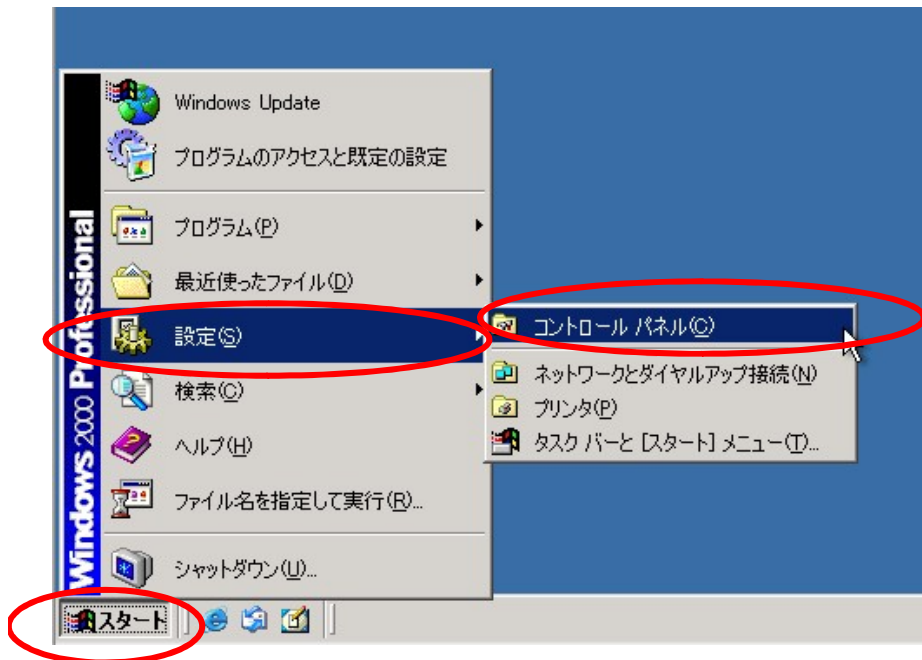 Windows Update
プログラムのアクセスと既定の設定
プログラム(P)
最近使ったファイル(D)
設定(S)
検索(C)
ヘルプ(H)
ファイル名を指定して実行(R)...
シャットダウン(U)...
Windows 2000 Professional
コントロール パネル(C)
ネットワークとダイヤルアップ接続(N)
プリンタ(P)
タスク バーと [スタート] メニュー(T)...
スタート